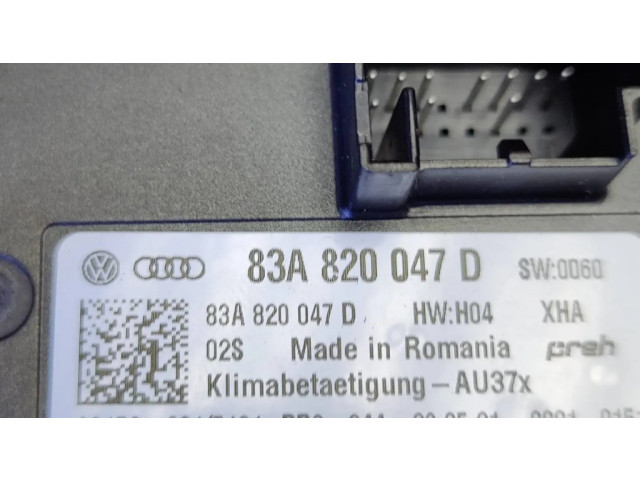 83A 820 047 D SW:0060
83A 820 047 D HW:H04 XHA
02S Made in Romania preh
Klimabetaetigung-AU37x